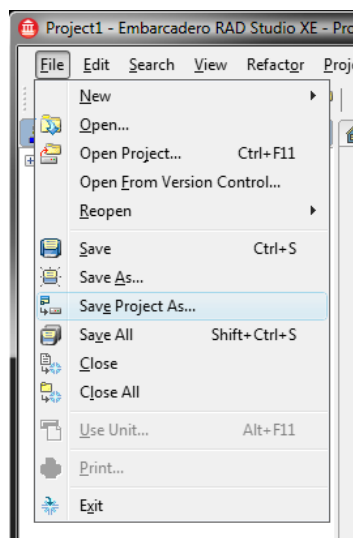 Project1 - Embarcadero RAD Studio XE - Pro
File Edit Search View Refactor Proj
New
Open...
Open Project... Ctrl+F11
Open From Version Control...
Reopen
Save Ctrl+S
Save As...
Save Project As...
Save All Shift+Ctrl+S
Close
Close All
Use Unit... Alt+F11
Print...
Exit